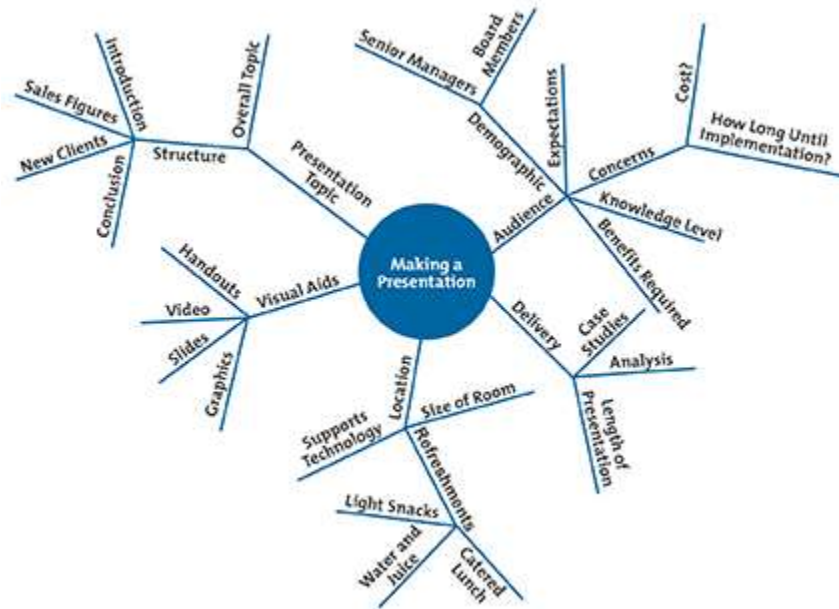 Making a
Presentation
Presentation
Topic
Overall Topic
Structure
Introduction
Sales Figures
New Clients
Conclusion
Audience
Demographic
Senior Managers
Board
Members
Expectations
Concerns
Cost?
How Long Until
Implementation?
Knowledge Level
Benefits Required
Delivery
Case
Studies
Analysis
Length of
Presentation
Location
Size of Room
Supports
Technology
Refreshments
Light Snacks
Water and
Juice
Catered
Lunch
Visual Aids
Handouts
Video
Slides
Graphics